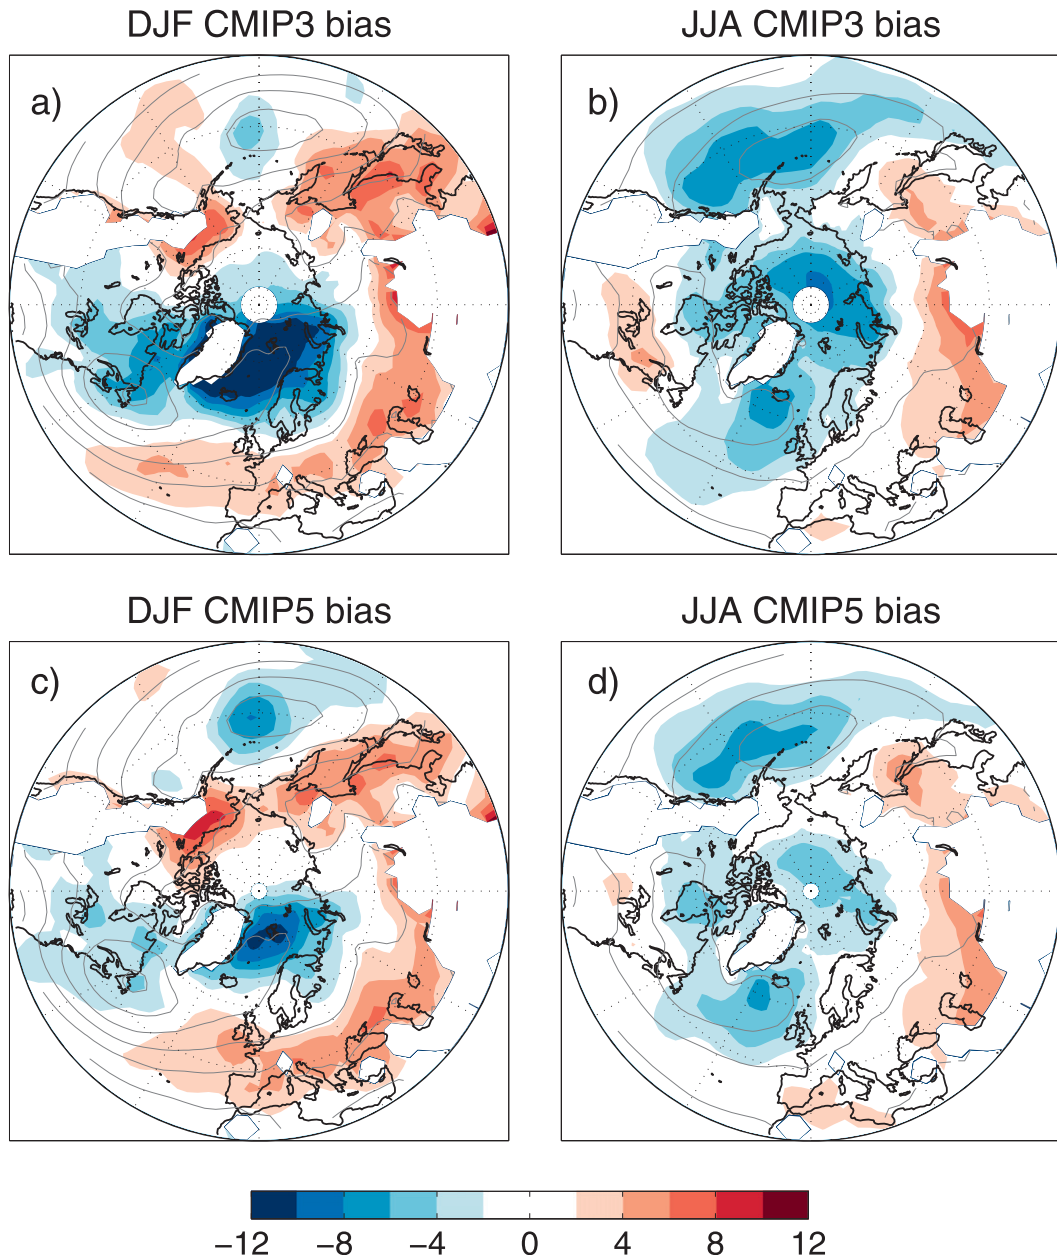 DJF CMIP3 bias
JJA CMIP3 bias
a)
b)
DJF CMIP5 bias
JJA CMIP5 bias
c)
d)
−12 −8 −4 0 4 8 12